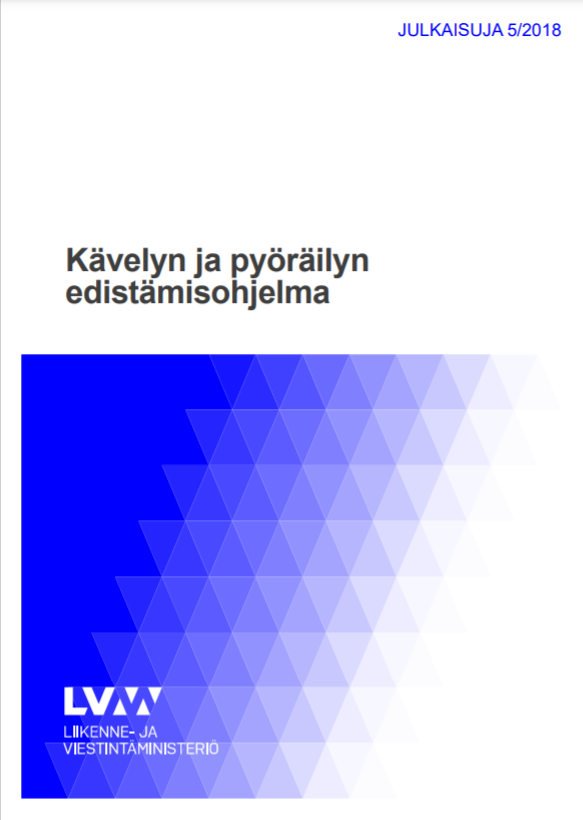 JULKAISUJA 5/2018
Kävelyn ja pyöräilyn
edistämisohjelma
LVM
LIIKENNE- JA
VIESTINTÄMINISTERIÖ